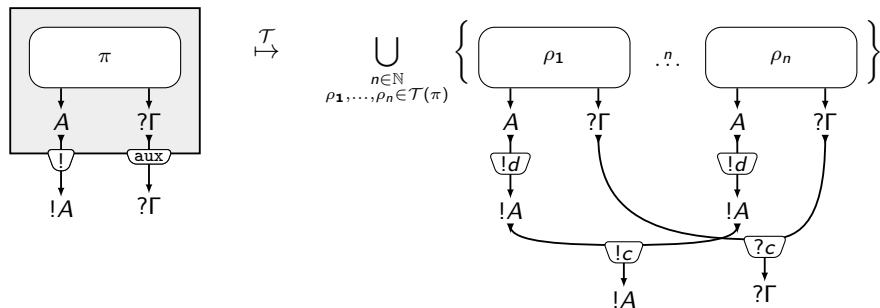 π 𝒯 ↦ ⋃ { ρ₁ ⋯ⁿ ρₙ }
n∈ℕ
ρ₁,…,ρₙ∈𝒯(π)
A ?Γ A ?Γ A ?Γ
! aux !d !d
!A ?Γ !A !A
!c ?c
!A ?Γ